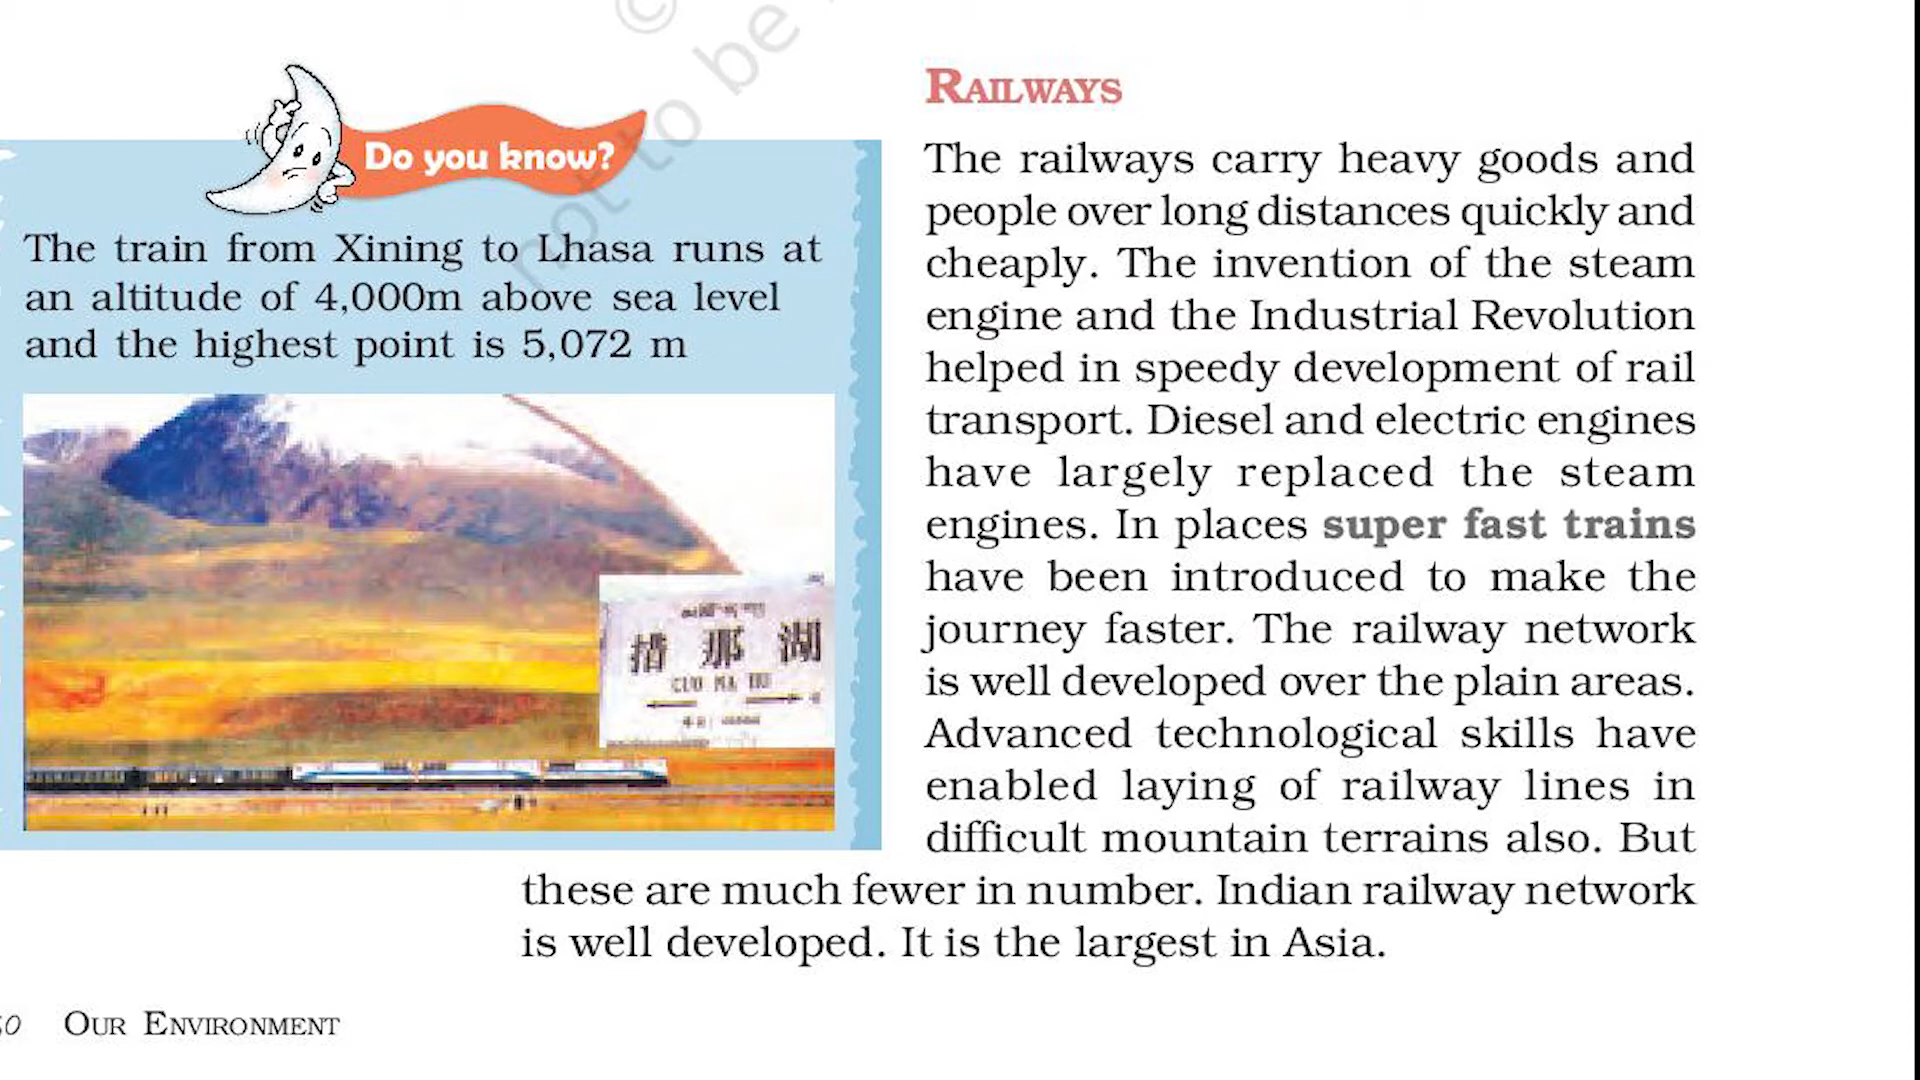 © 
not to be
Do you know?
The train from Xining to Lhasa runs at
an altitude of 4,000m above sea level
and the highest point is 5,072 m
措 那 湖
CUO NA HU
RAILWAYS
The railways carry heavy goods and
people over long distances quickly and
cheaply. The invention of the steam
engine and the Industrial Revolution
helped in speedy development of rail
transport. Diesel and electric engines
have largely replaced the steam
engines. In places super fast trains
have been introduced to make the
journey faster. The railway network
is well developed over the plain areas.
Advanced technological skills have
enabled laying of railway lines in
difficult mountain terrains also. But
these are much fewer in number. Indian railway network
is well developed. It is the largest in Asia.
OUR ENVIRONMENT